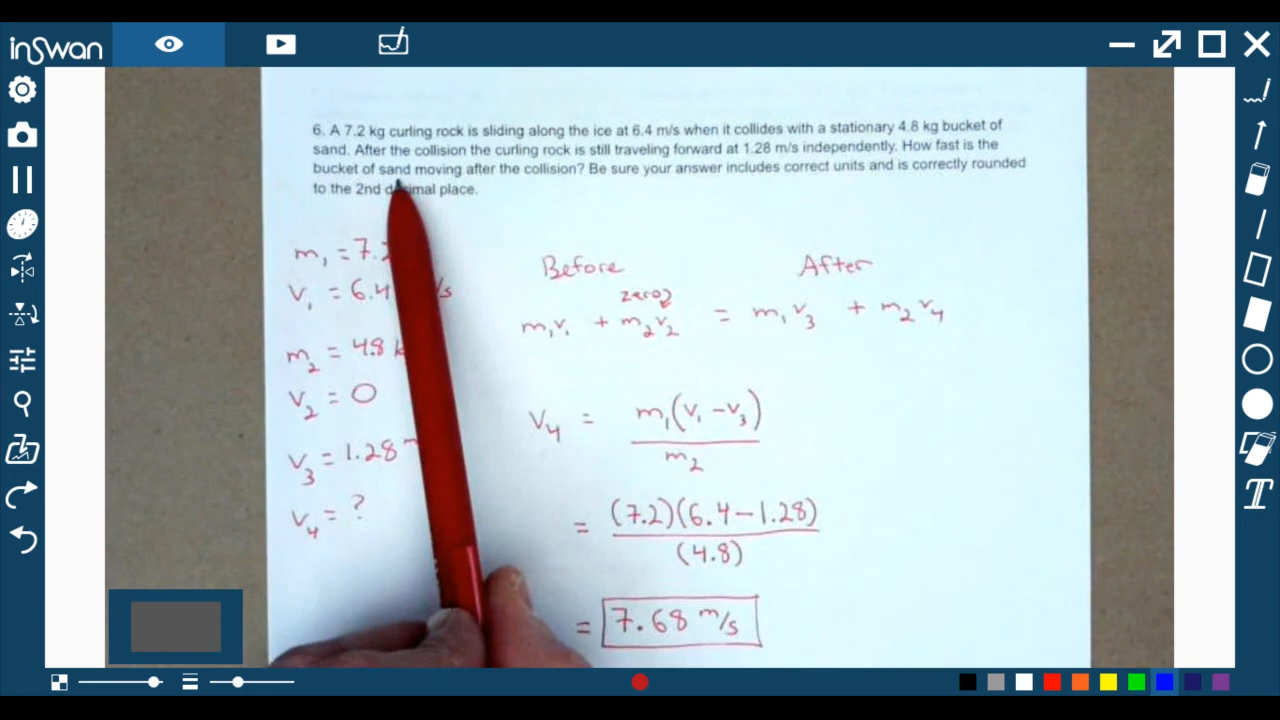 inSwan
6. A 7.2 kg curling rock is sliding along the ice at 6.4 m/s when it collides with a stationary 4.8 kg bucket of
sand. After the collision the curling rock is still traveling forward at 1.28 m/s independently. How fast is the
bucket of sand moving after the collision? Be sure your answer includes correct units and is correctly rounded
to the 2nd decimal place.
m₁ = 7.2
v₁ = 6.4 /s
m₂ = 4.8 k
v₂ = 0
v₃ = 1.28 m
v₄ = ?
Before After
zero
m₁v₁ + m₂v₂ = m₁v₃ + m₂v₄
v₄ = m₁(v₁ - v₃)
m₂
= (7.2)(6.4 - 1.28)
(4.8)
= 7.68 m/s
T